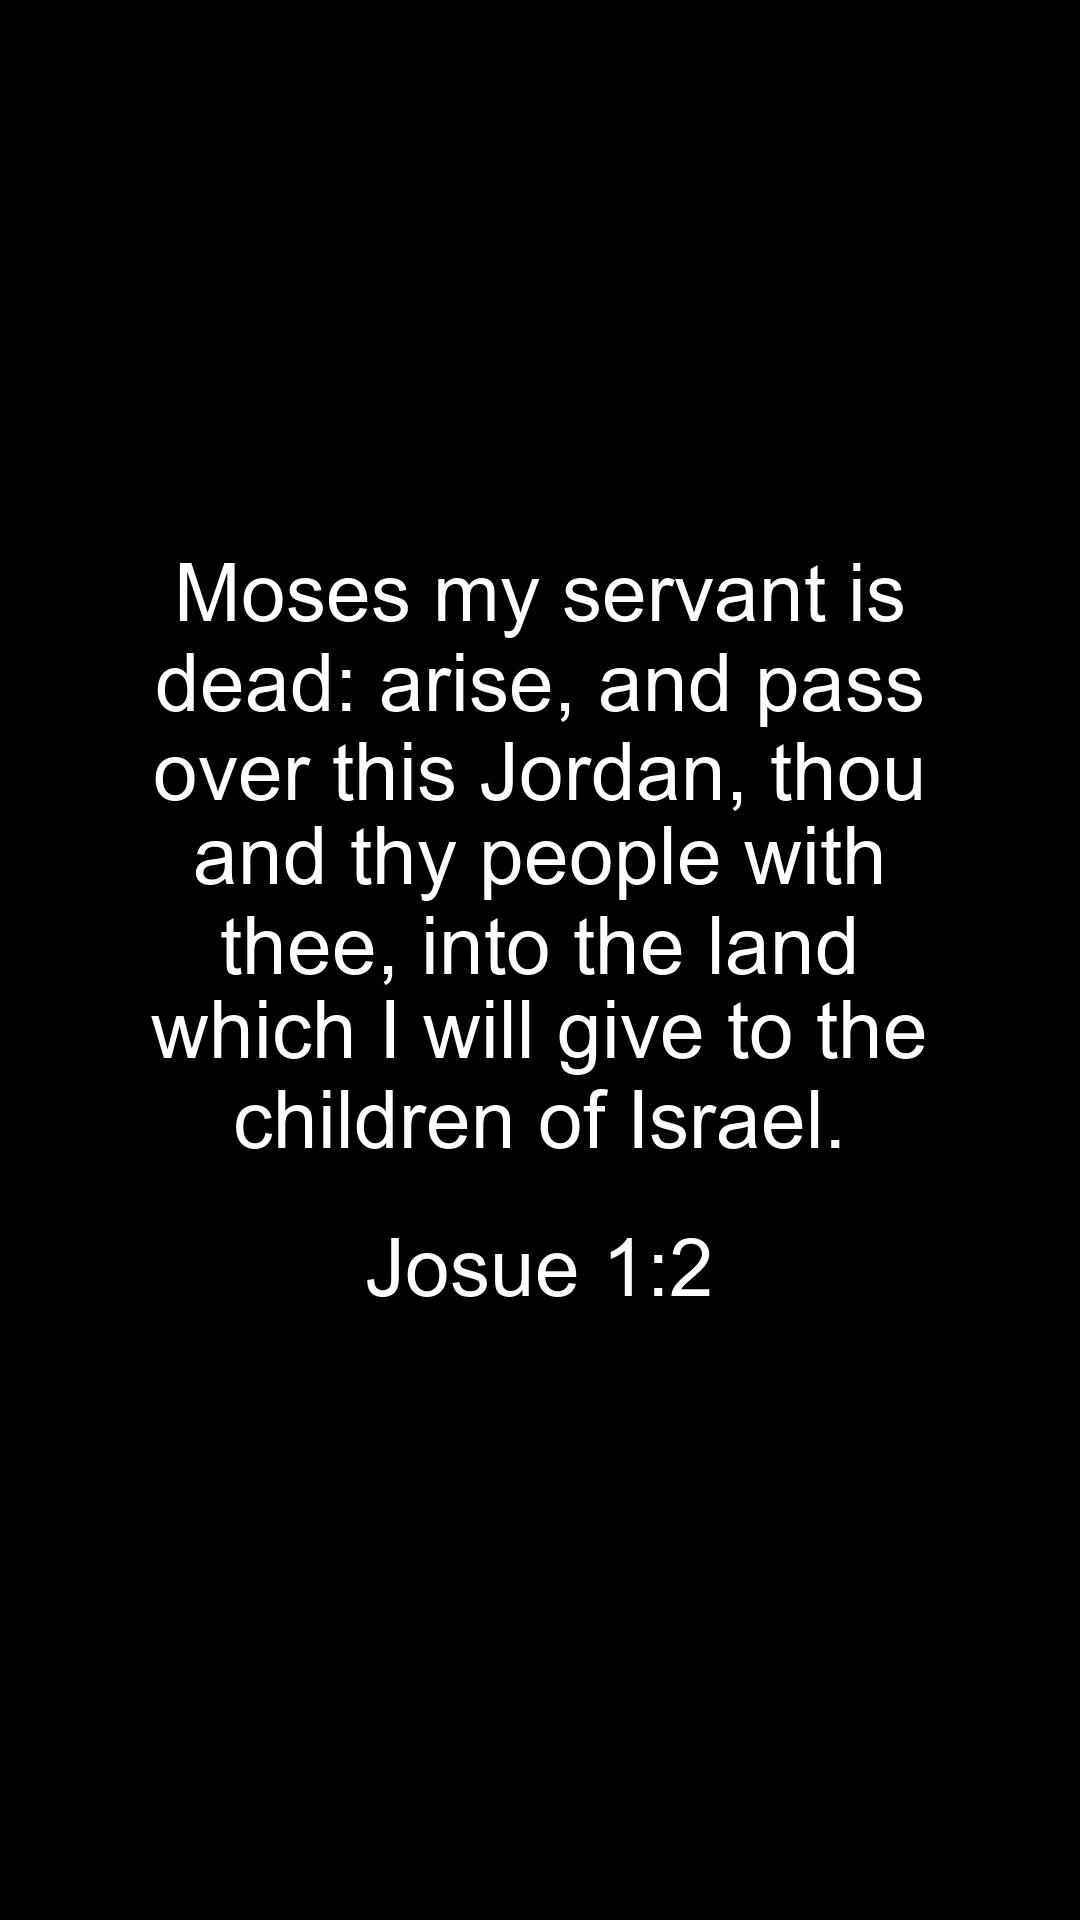 Moses my servant is
dead: arise, and pass
over this Jordan, thou
and thy people with
thee, into the land
which I will give to the
children of Israel.
Josue 1:2